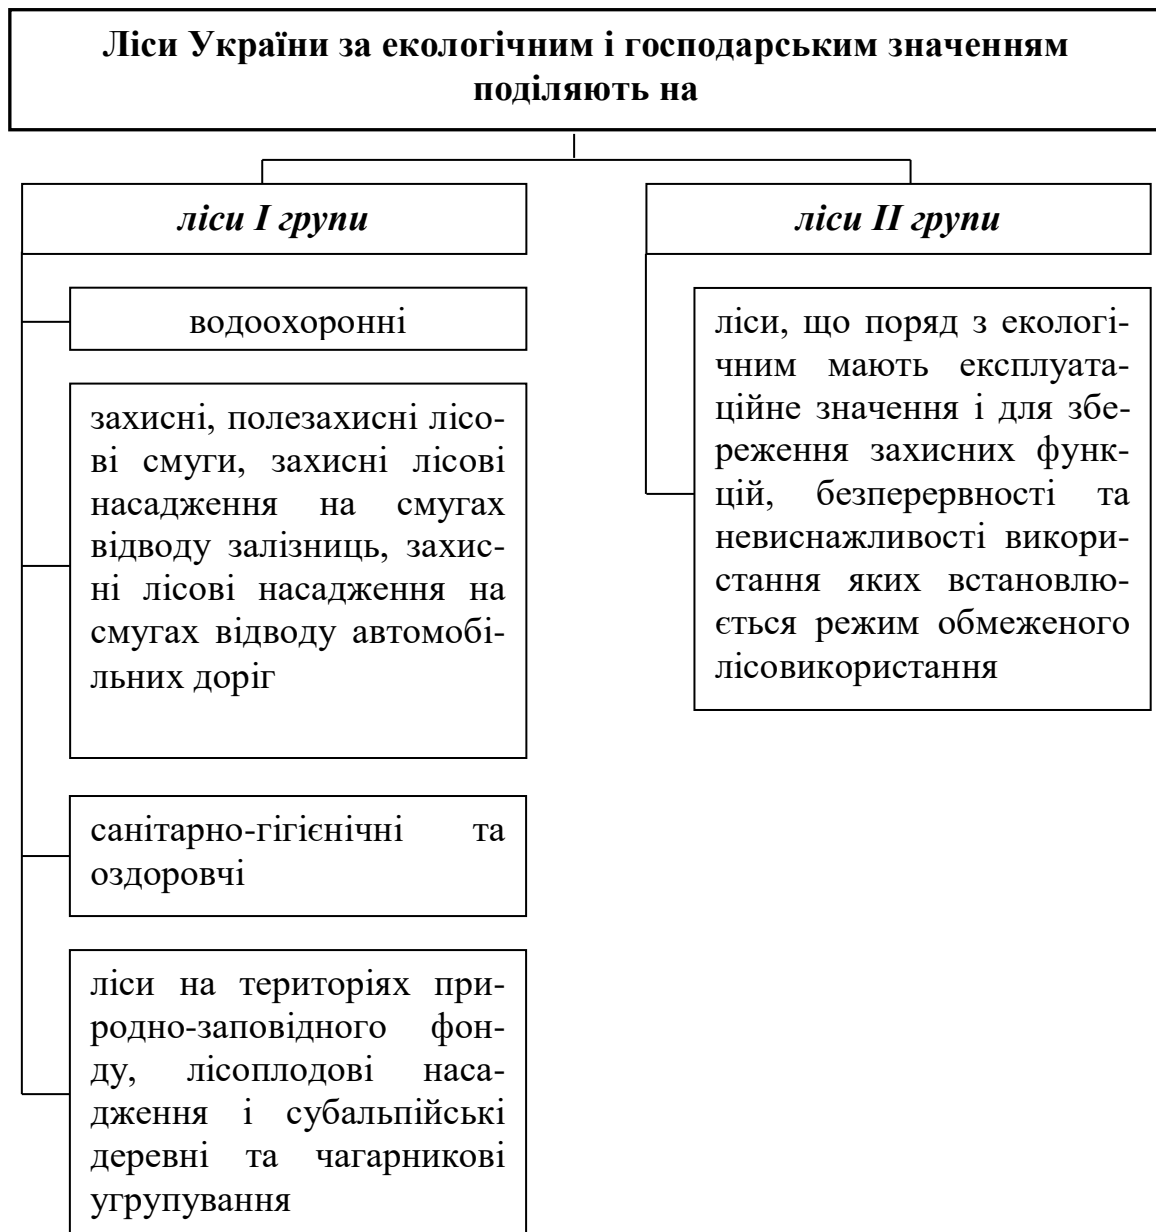 Ліси України за екологічним і господарським значенням
поділяють на
ліси І групи
водоохоронні
захисні, полезахисні лісо-
ві смуги, захисні лісові
насадження на смугах
відводу залізниць, захис-
ні лісові насадження на
смугах відводу автомобі-
льних доріг
санітарно-гігієнічні та
оздоровчі
ліси на територіях при-
родно-заповідного фон-
ду, лісоплодові наса-
дження і субальпійські
деревні та чагарникові
угрупування
ліси ІІ групи
ліси, що поряд з екологі-
чним мають експлуата-
ційне значення і для збе-
реження захисних функ-
цій, безперервності та
невиснажливості викори-
стання яких встановлю-
ється режим обмеженого
лісовикористання